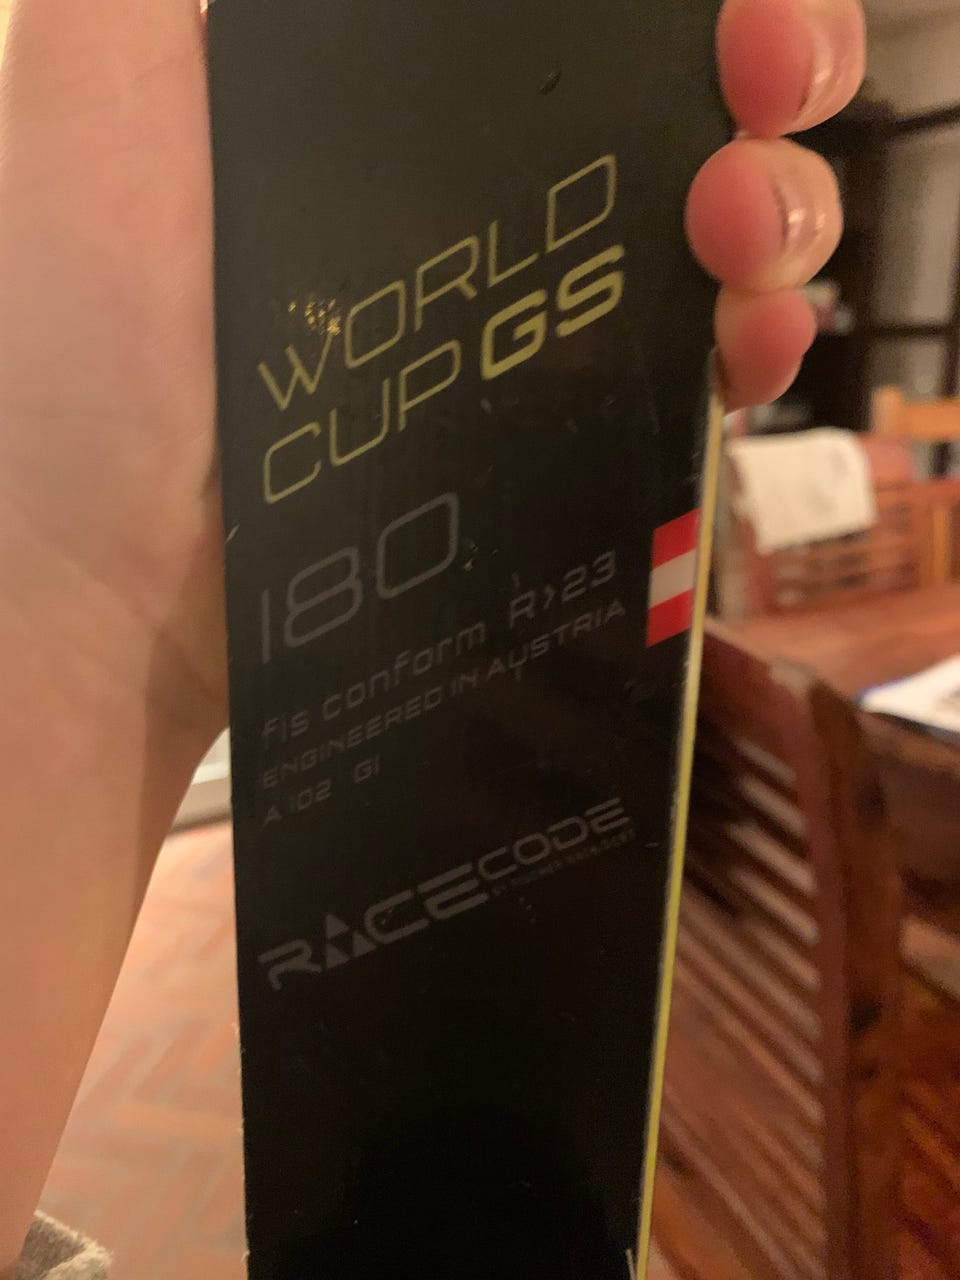 WORLD
CUP GS
180
fis conform R>23
ENGINEERED IN AUSTRIA
A 102 GI
RACECODE